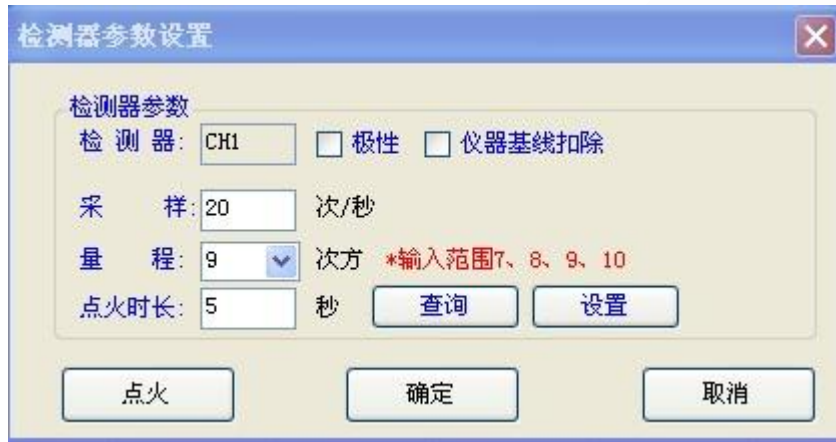 检测器参数设置
检测器参数
检 测 器: CH1 极性 仪器基线扣除
采 样: 20 次/秒
量 程: 9 次方 *输入范围7、8、9、10
点火时长: 5 秒 查询 设置
点火 确定 取消